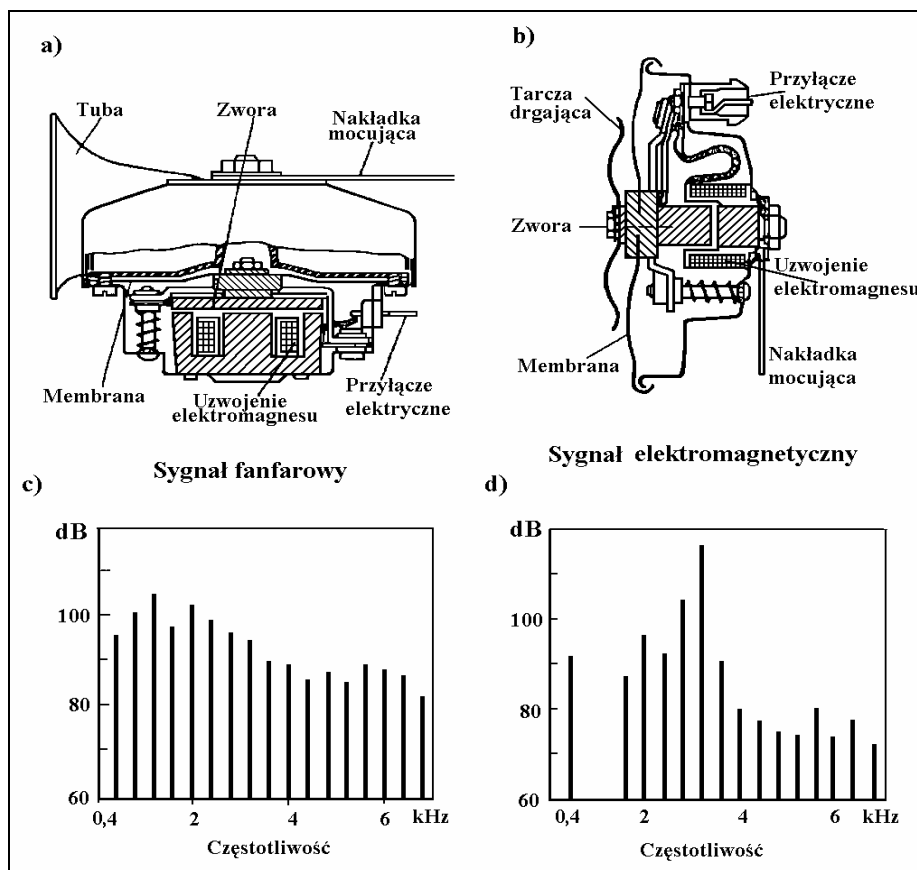 a)
Tuba
Zwora
Nakładka
mocująca
Membrana
Uzwojenie
elektromagnesu
Przyłącze
elektryczne
Sygnał fanfarowy
b)
Tarcza
drgająca
Przyłącze
elektryczne
Zwora
Uzwojenie
elektromagnesu
Membrana
Nakładka
mocująca
Sygnał elektromagnetyczny
c)
dB
100
80
60
0,4 2 4 6 kHz
Częstotliwość
d)
dB
100
80
60
0,4 2 4 6 kHz
Częstotliwość